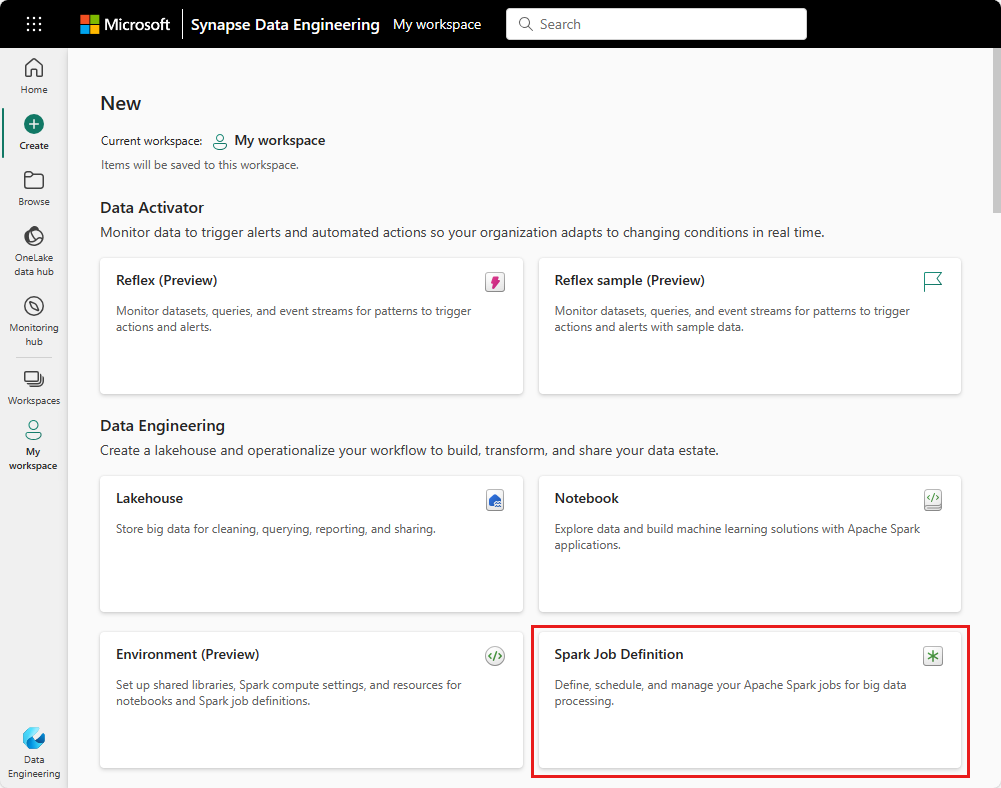 Microsoft Synapse Data Engineering My workspace Search
Home
Create
Browse
OneLake
data hub
Monitoring
hub
Workspaces
My
workspace
Data
Engineering
New
Current workspace: My workspace
Items will be saved to this workspace.
Data Activator
Monitor data to trigger alerts and automated actions so your organization adapts to changing conditions in real time.
Reflex (Preview)
Monitor datasets, queries, and event streams for patterns to trigger
actions and alerts.
Reflex sample (Preview)
Monitor datasets, queries, and event streams for patterns to trigger
actions and alerts with sample data.
Data Engineering
Create a lakehouse and operationalize your workflow to build, transform, and share your data estate.
Lakehouse
Store big data for cleaning, querying, reporting, and sharing.
Notebook
Explore data and build machine learning solutions with Apache Spark
applications.
Environment (Preview)
Set up shared libraries, Spark compute settings, and resources for
notebooks and Spark job definitions.
Spark Job Definition
Define, schedule, and manage your Apache Spark jobs for big data
processing.